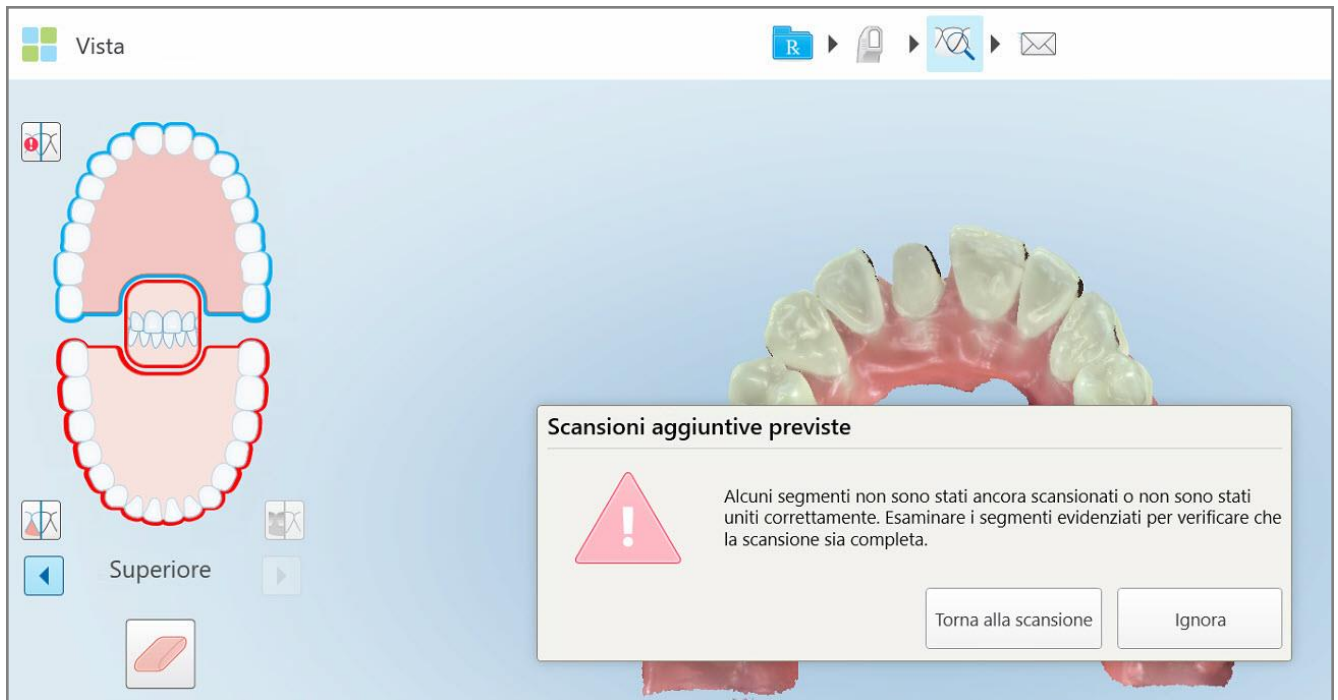 Vista
R
Superiore
Scansioni aggiuntive previste
Alcuni segmenti non sono stati ancora scansionati o non sono stati
uniti correttamente. Esaminare i segmenti evidenziati per verificare che
la scansione sia completa.
Torna alla scansione
Ignora